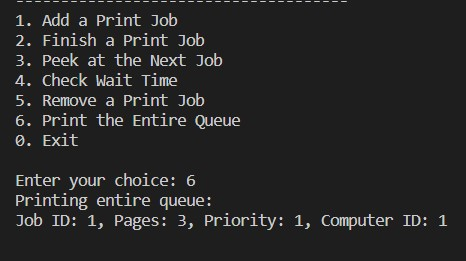 -------------------------------------
1. Add a Print Job
2. Finish a Print Job
3. Peek at the Next Job
4. Check Wait Time
5. Remove a Print Job
6. Print the Entire Queue
0. Exit
Enter your choice: 6
Printing entire queue:
Job ID: 1, Pages: 3, Priority: 1, Computer ID: 1